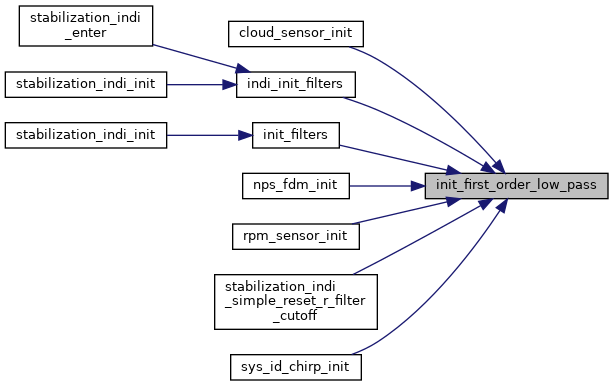 stabilization_indi
_enter
cloud_sensor_init
stabilization_indi_init
indi_init_filters
stabilization_indi_init
init_filters
nps_fdm_init
init_first_order_low_pass
rpm_sensor_init
stabilization_indi
_simple_reset_r_filter
_cutoff
sys_id_chirp_init